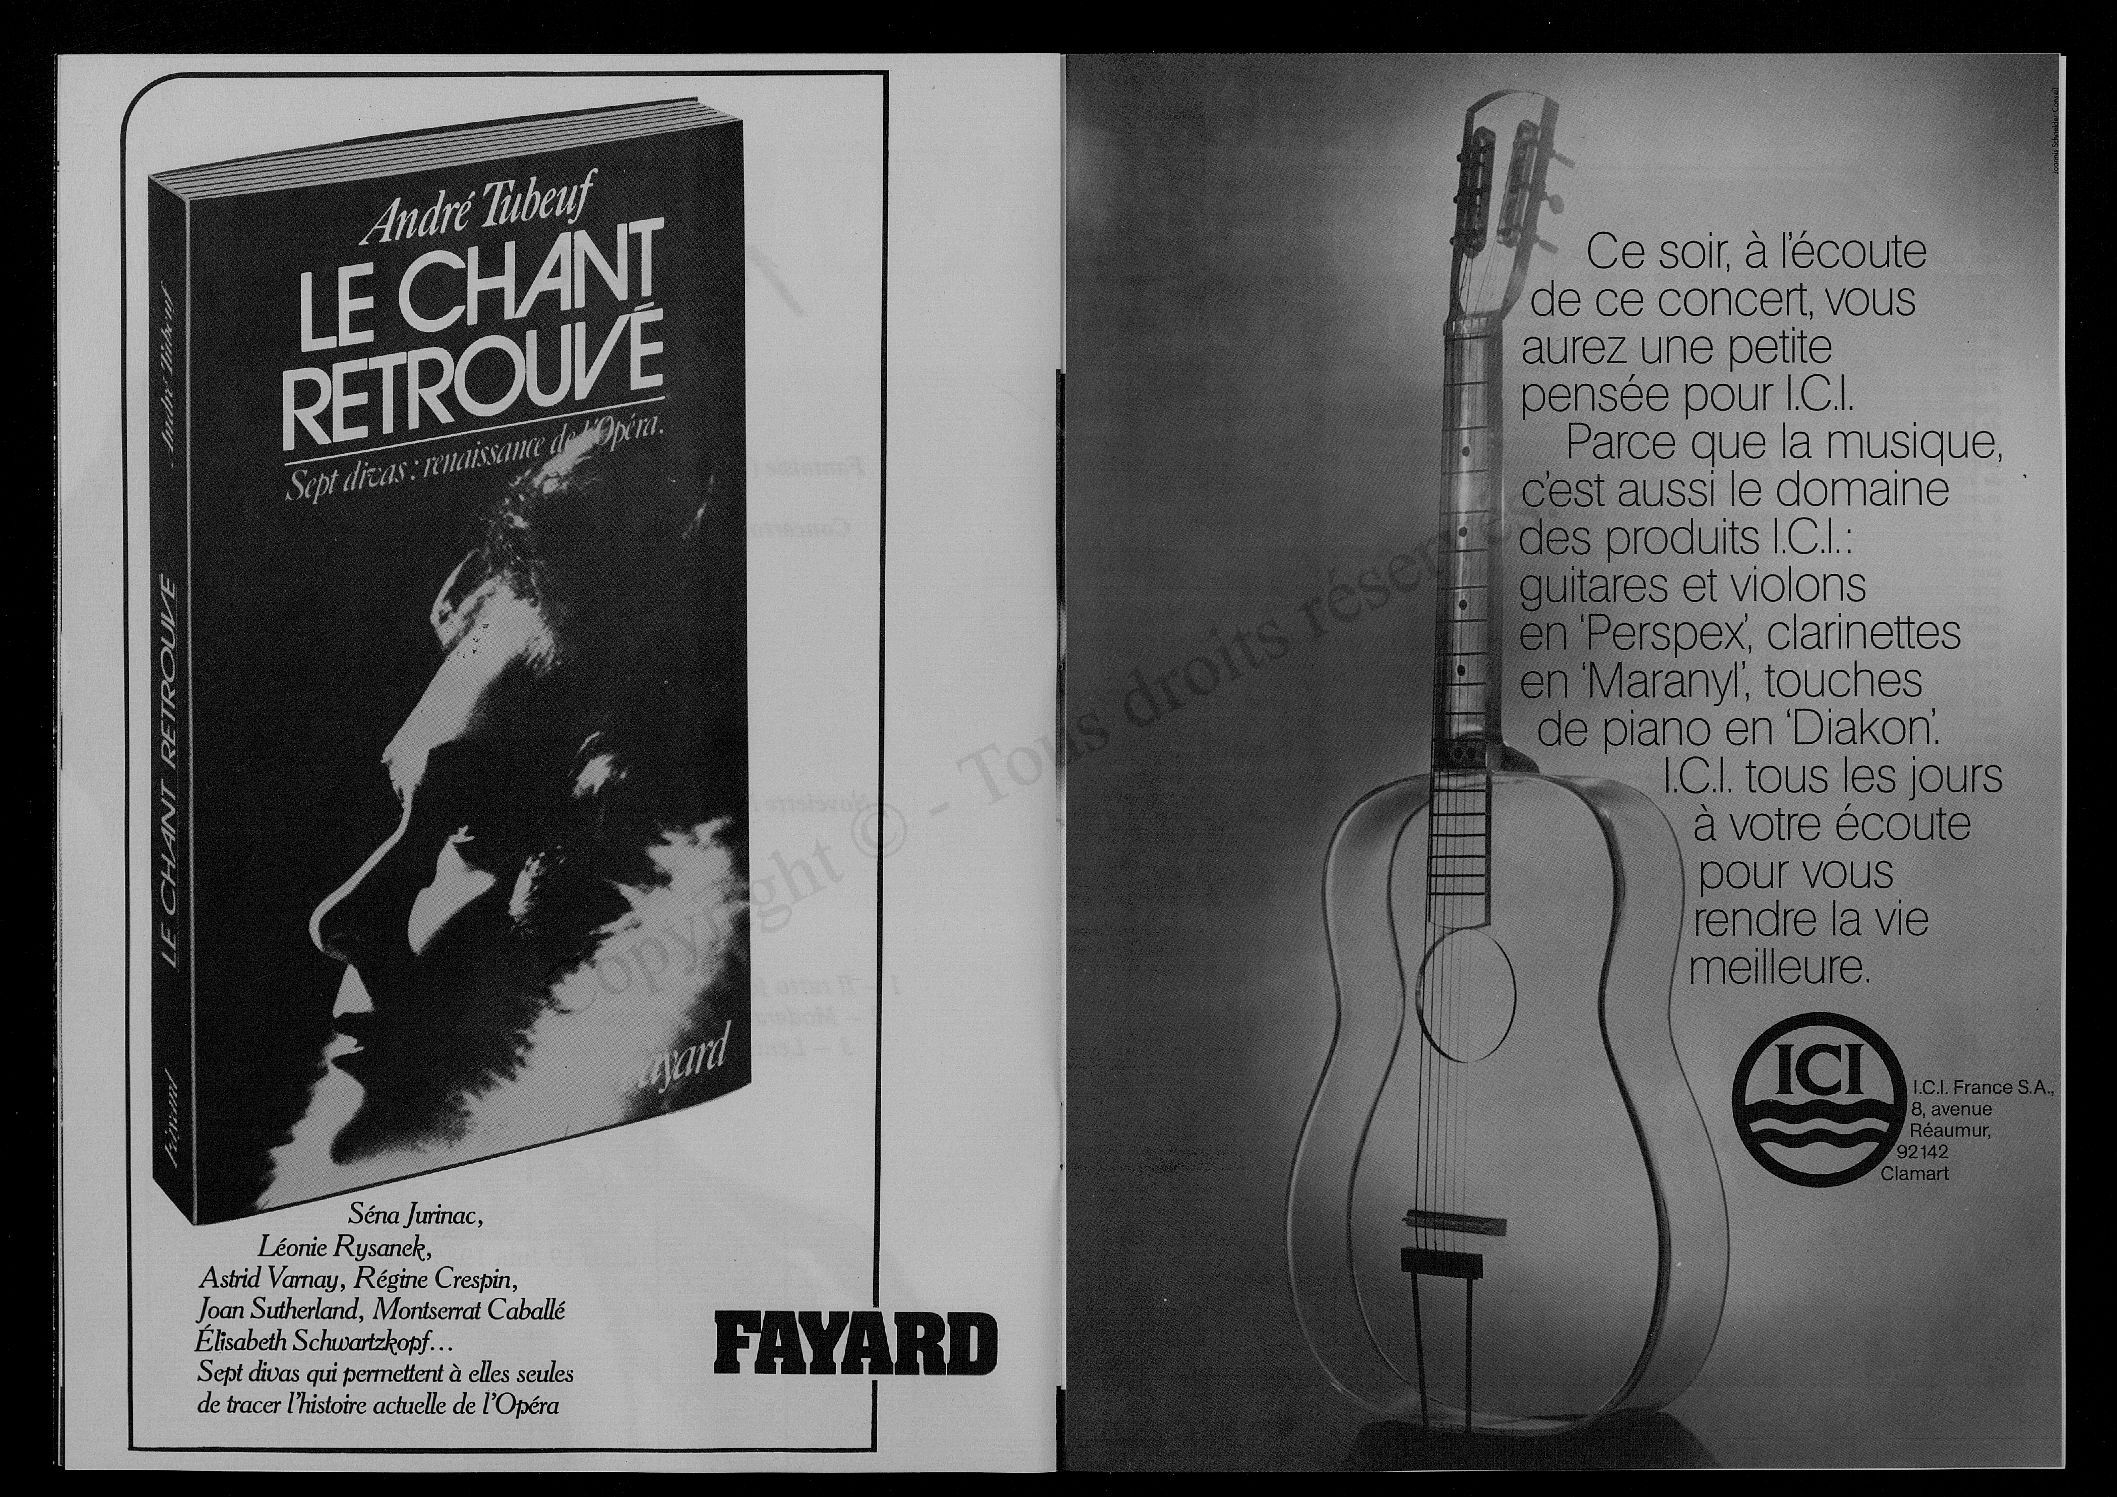 André Tubeuf
LE CHANT
RETROUVÉ
Sept divas : renaissance de l'Opéra.
André Tubeuf
LE CHANT RETROUVÉ
fayard
Séna Jurinac,
Léonie Rysanek,
Astrid Varnay, Régine Crespin,
Joan Sutherland, Montserrat Caballé
Élisabeth Schwartzkopf...
Sept divas qui permettent à elles seules
de tracer l'histoire actuelle de l'Opéra
FAYARD
Copyright © - Tous droits réservés
Ce soir, à l'écoute
de ce concert, vous
aurez une petite
pensée pour I.C.I.
Parce que la musique,
c'est aussi le domaine
des produits I.C.I. :
guitares et violons
en 'Perspex', clarinettes
en 'Maranyl', touches
de piano en 'Diakon'.
I.C.I. tous les jours
à votre écoute
pour vous
rendre la vie
meilleure.
ICI
I.C.I. France S.A.,
8, avenue
Réaumur,
92142
Clamart